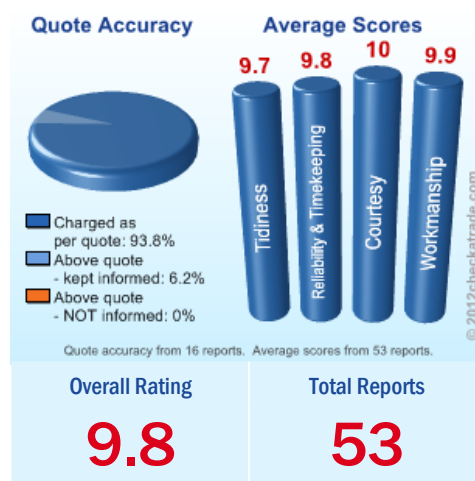 Quote Accuracy
Average Scores
9.7
9.8
10
9.9
Tidiness
Reliability & Timekeeping
Courtesy
Workmanship
Charged as
per quote: 93.8%
Above quote
- kept informed: 6.2%
Above quote
- NOT informed: 0%
© 2012checkatrade.com
Quote accuracy from 16 reports. Average scores from 53 reports.
Overall Rating
Total Reports
9.8
53